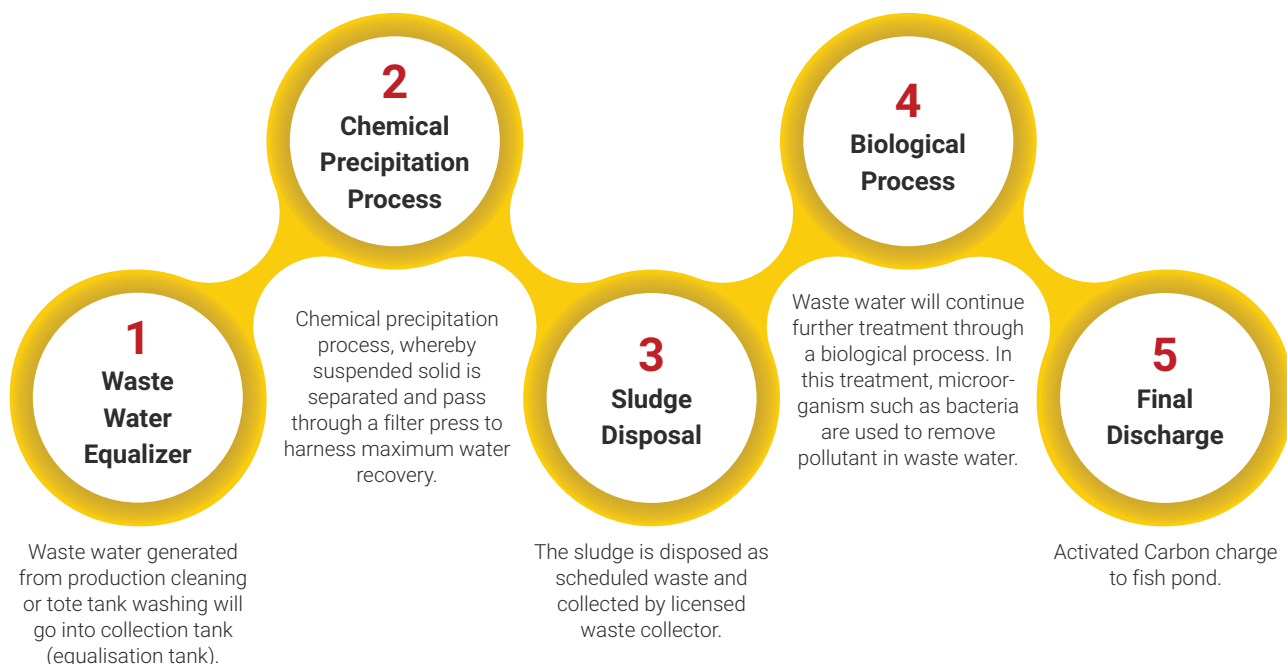 1
Waste
Water
Equalizer
Waste water generated
from production cleaning
or tote tank washing will
go into collection tank
(equalisation tank).
2
Chemical
Precipitation
Process
Chemical precipitation
process, whereby
suspended solid is
separated and pass
through a filter press to
harness maximum water
recovery.
3
Sludge
Disposal
The sludge is disposed as
scheduled waste and
collected by licensed
waste collector.
4
Biological
Process
Waste water will continue
further treatment through
a biological process. In
this treatment, microor-
ganism such as bacteria
are used to remove
pollutant in waste water.
5
Final
Discharge
Activated Carbon charge
to fish pond.